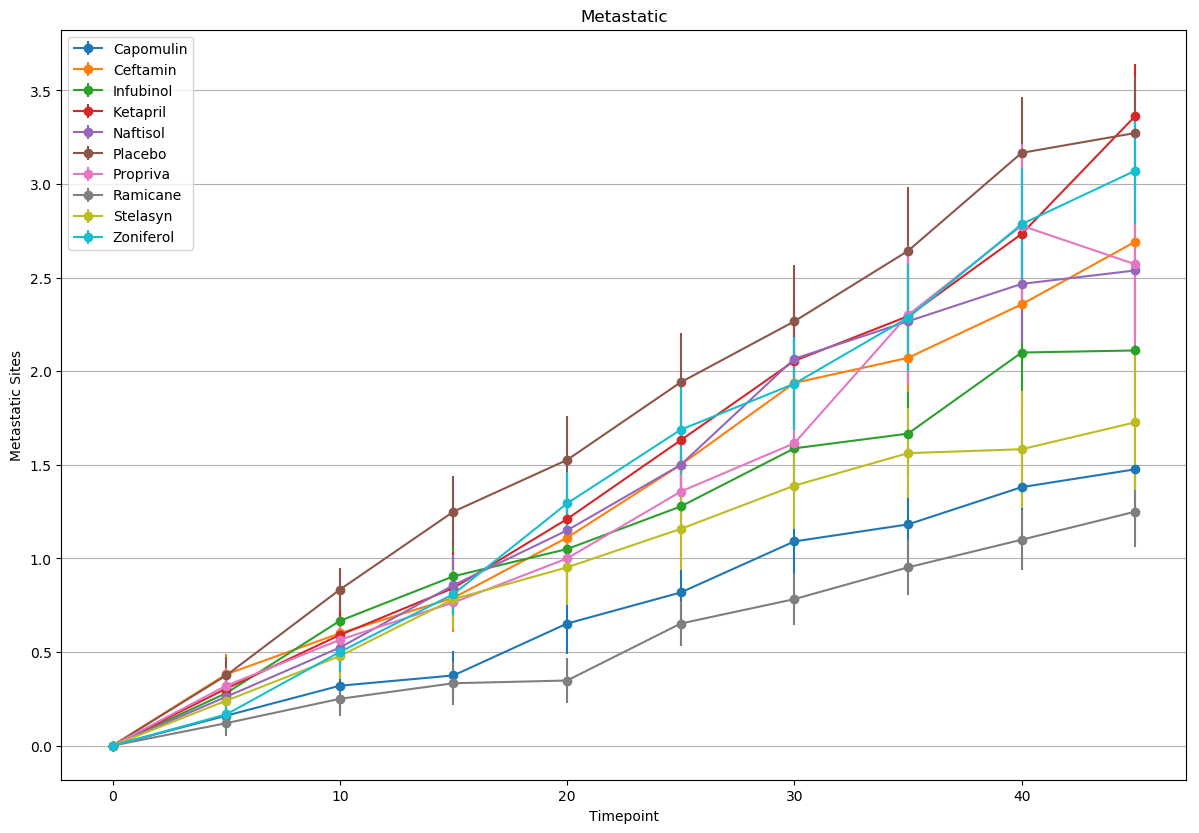 Metastatic
Capomulin
Ceftamin
Infubinol
Ketapril
Naftisol
Placebo
Propriva
Ramicane
Stelasyn
Zoniferol
3.5
3.0
2.5
2.0
1.5
1.0
0.5
0.0
Metastatic Sites
0 10 20 30 40
Timepoint